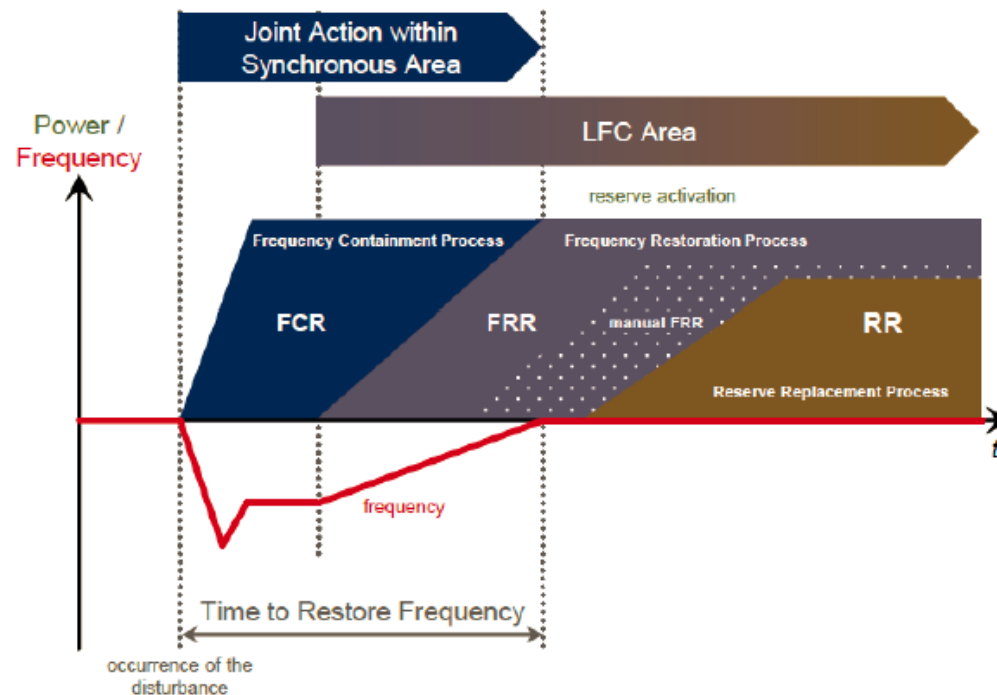 Joint Action within
Synchronous Area
LFC Area
Power /
Frequency
reserve activation
Frequency Containment Process
Frequency Restoration Process
FCR
FRR
manual FRR
RR
Reserve Replacement Process
t
frequency
Time to Restore Frequency
occurrence of the
disturbance